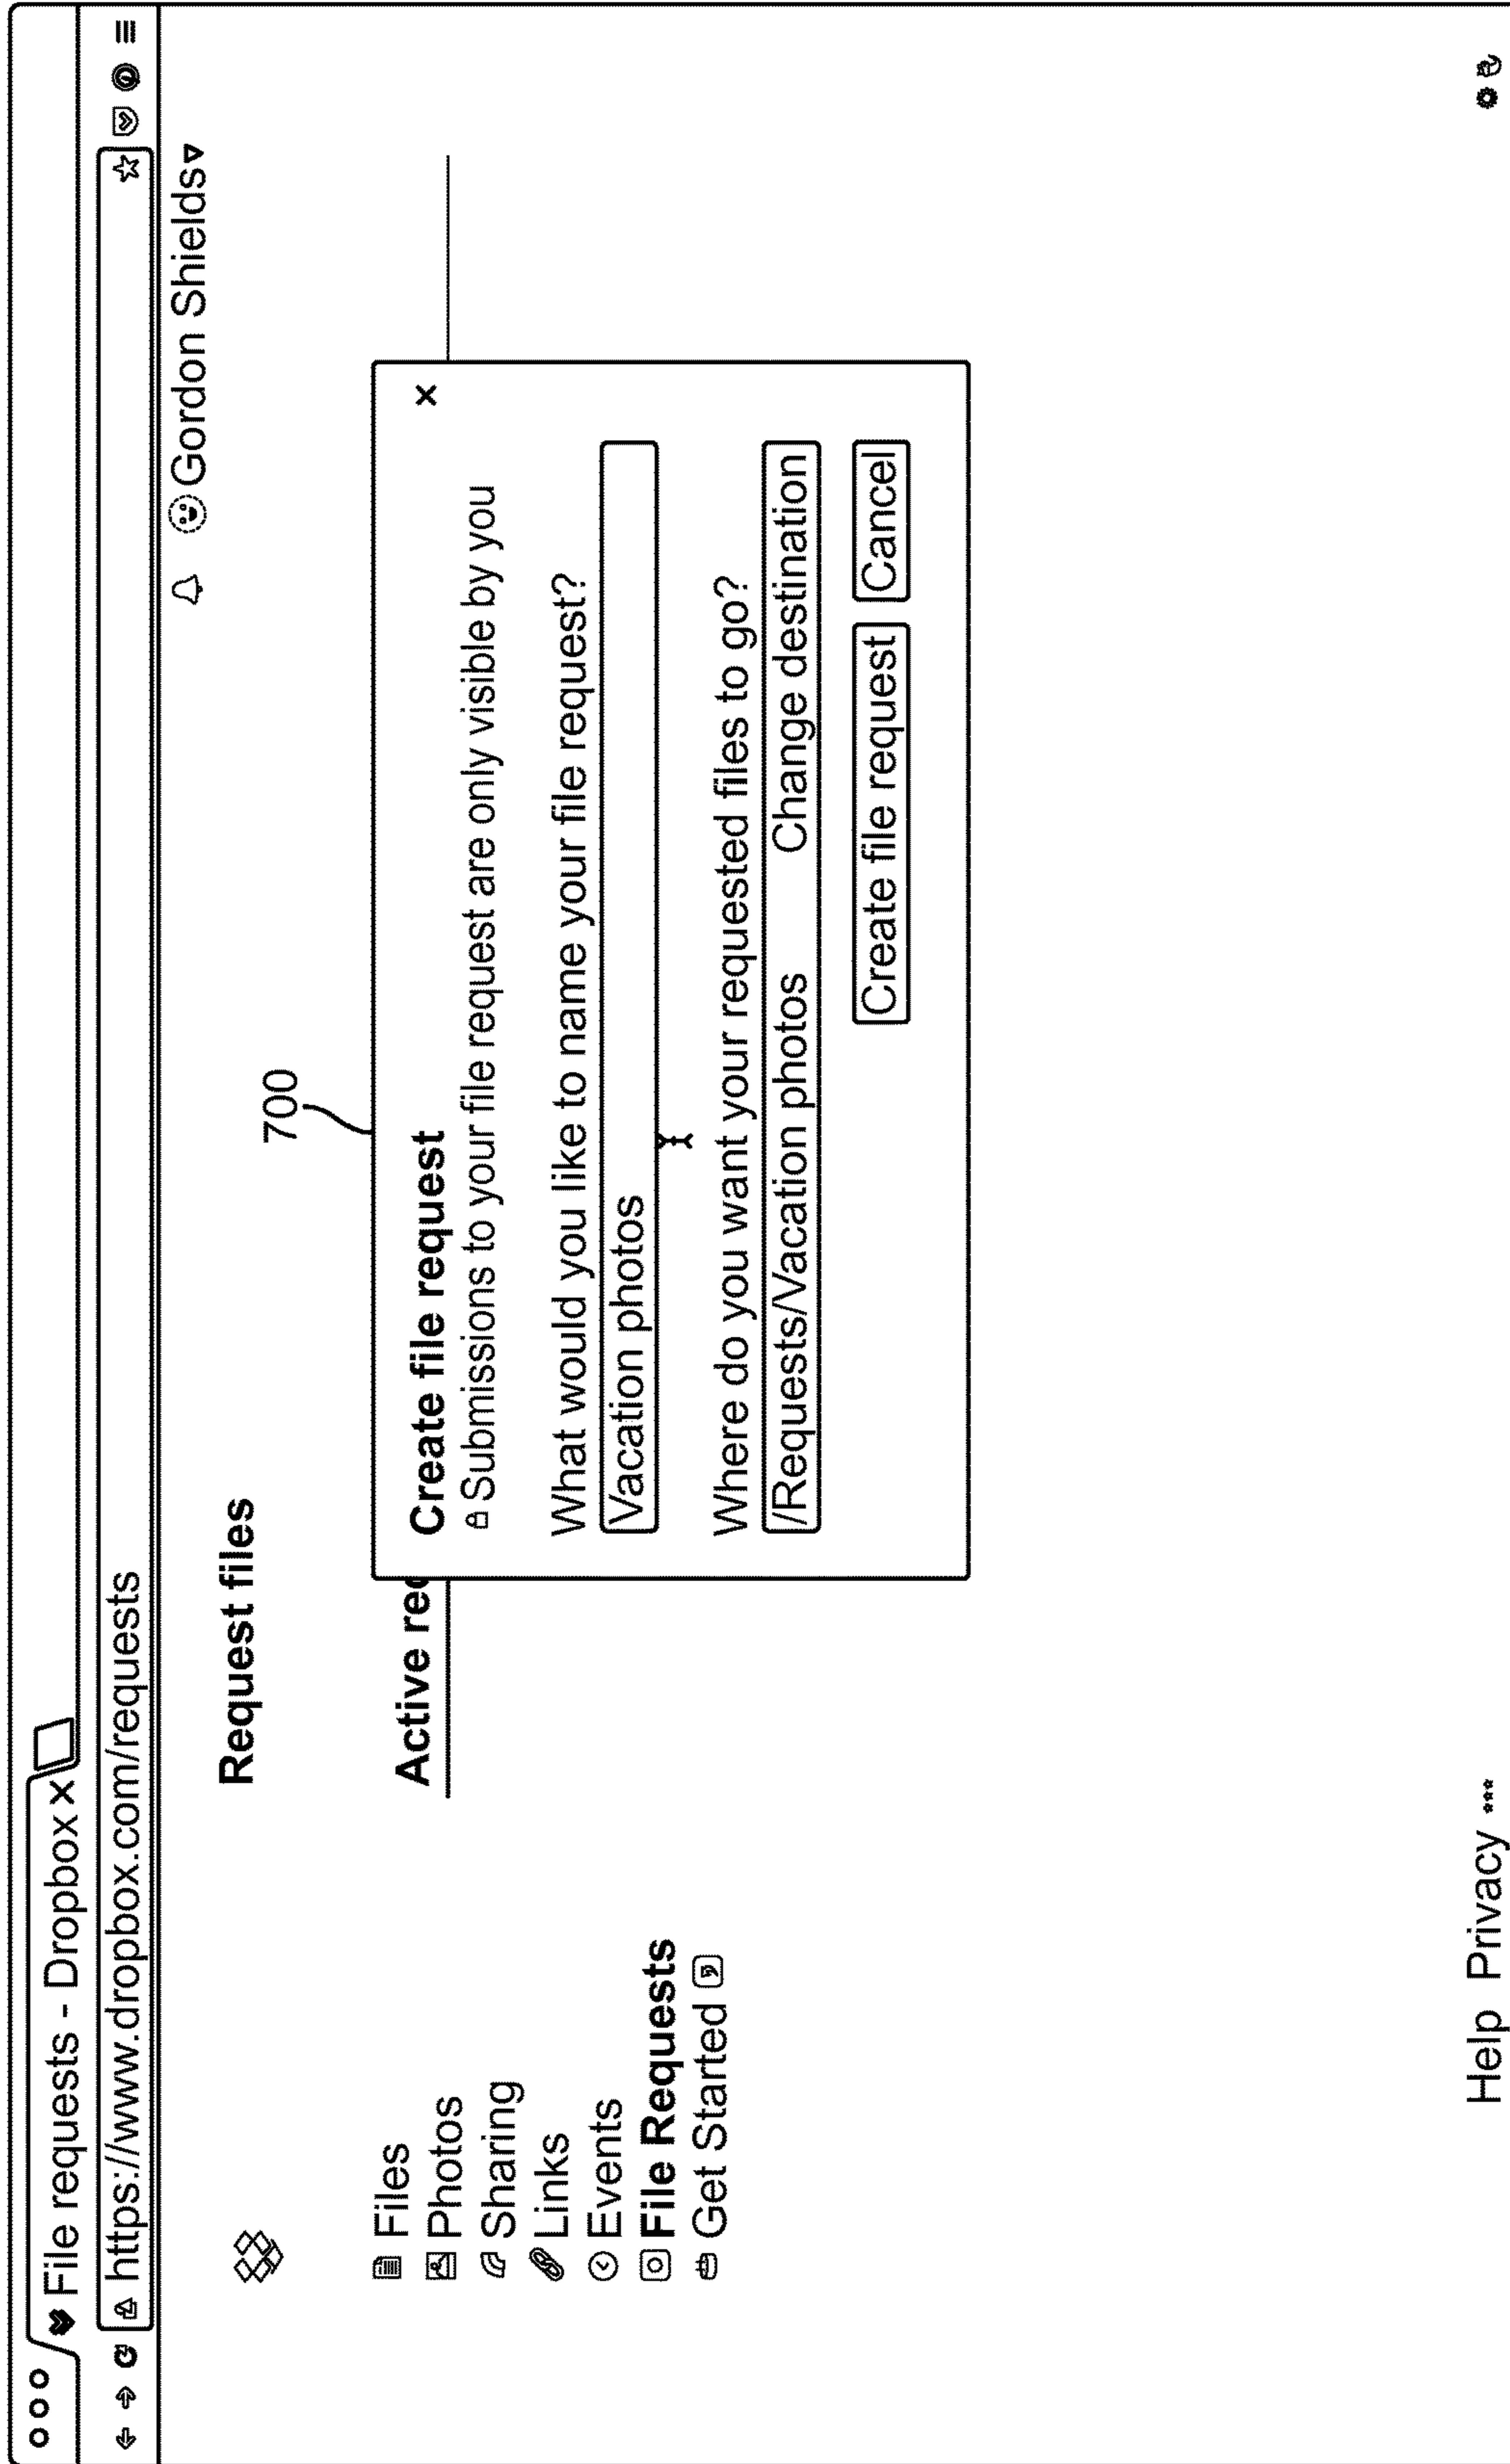 File requests - Dropbox
https://www.dropbox.com/requests
Gordon Shields
Request files
700
Files
Photos
Sharing
Links
Events
File Requests
Get Started
Active req
Create file request
Submissions to your file request are only visible by you
What would you like to name your file request?
Vacation photos
Where do you want your requested files to go?
/Requests/Vacation photos Change destination
Create file request Cancel
Help Privacy